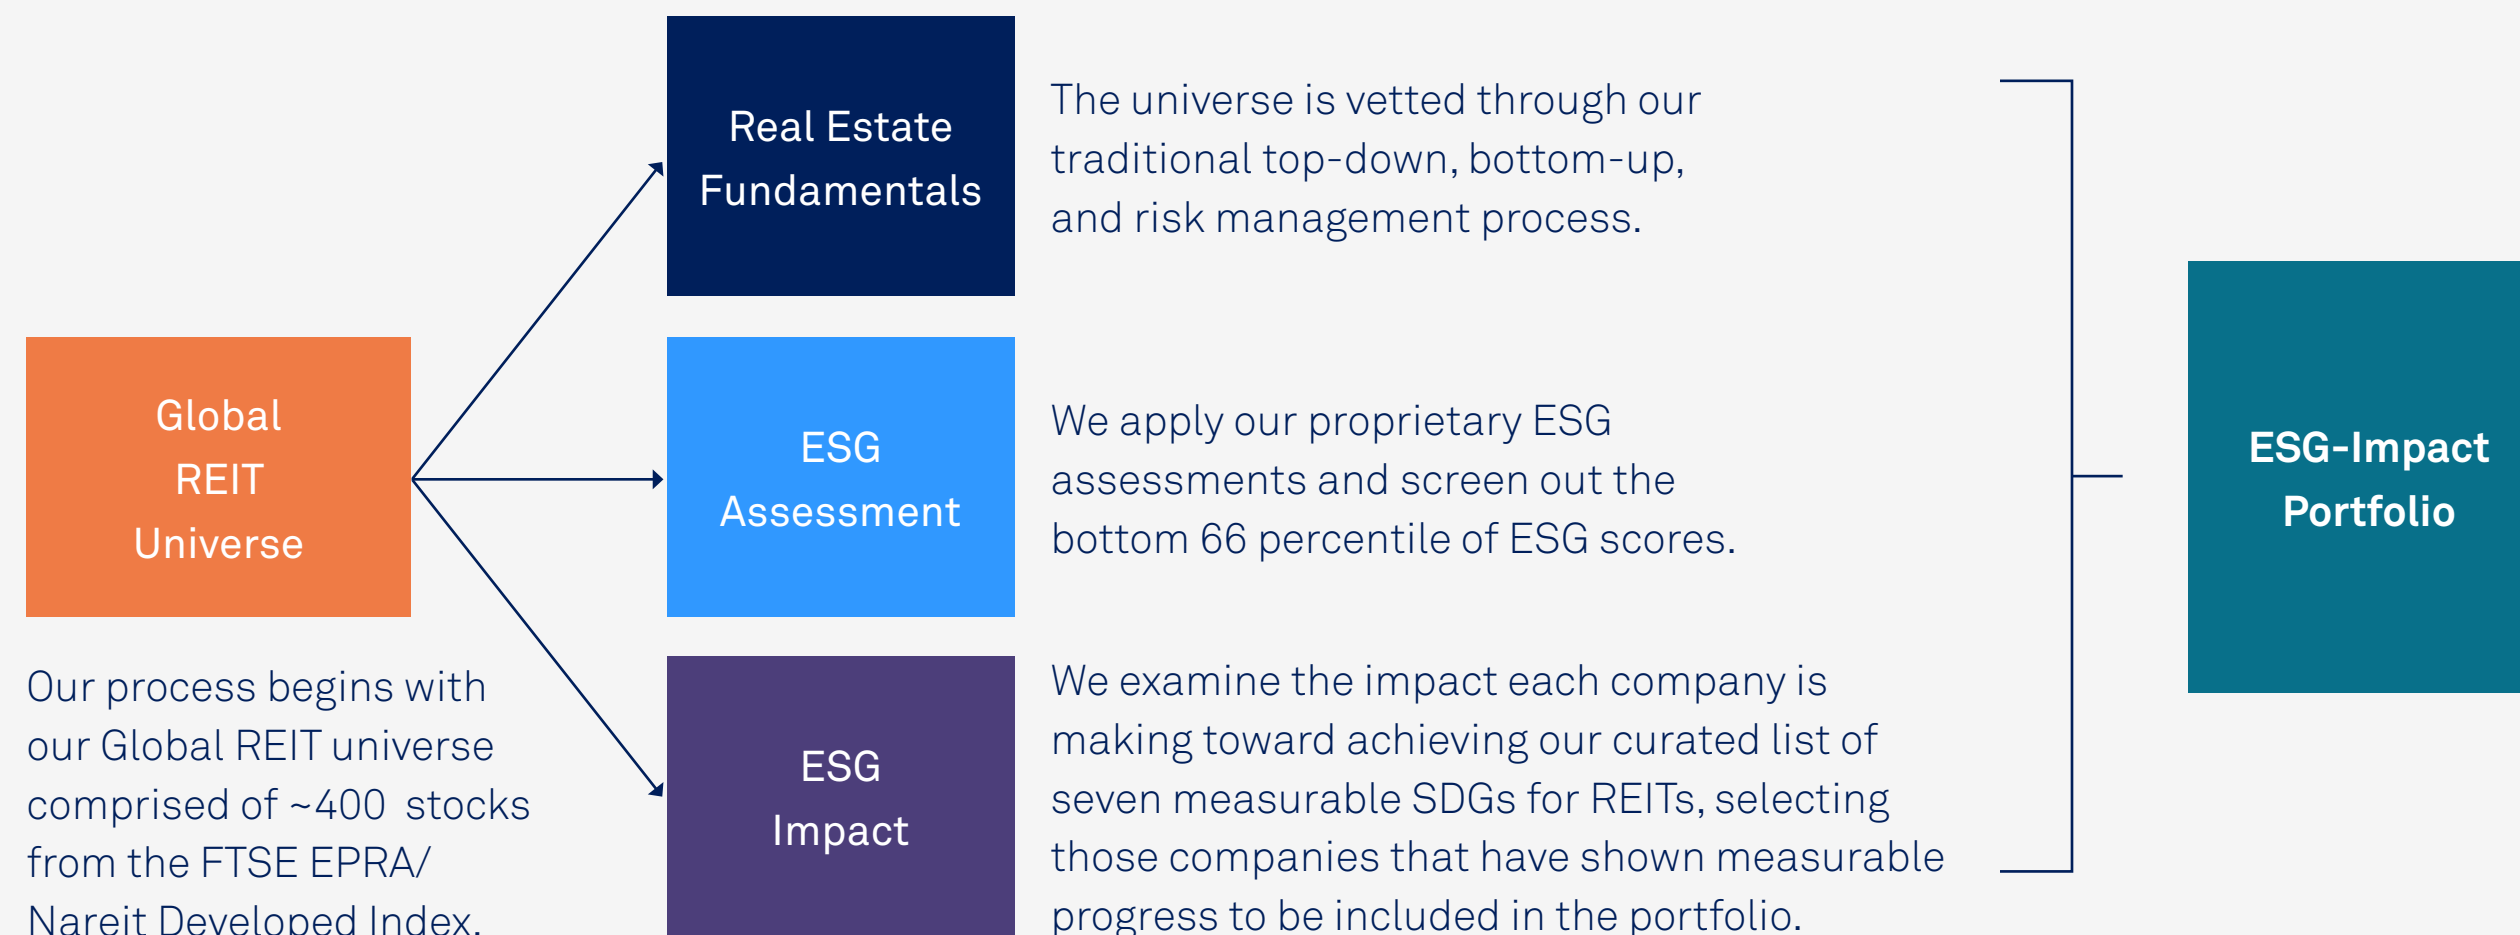 Global
REIT
Universe
Our process begins with
our Global REIT universe
comprised of ~400 stocks
from the FTSE EPRA/
Nareit Developed Index.
Real Estate
Fundamentals
The universe is vetted through our
traditional top-down, bottom-up,
and risk management process.
ESG
Assessment
We apply our proprietary ESG
assessments and screen out the
bottom 66 percentile of ESG scores.
ESG
Impact
We examine the impact each company is
making toward achieving our curated list of
seven measurable SDGs for REITs, selecting
those companies that have shown measurable
progress to be included in the portfolio.
ESG-Impact
Portfolio